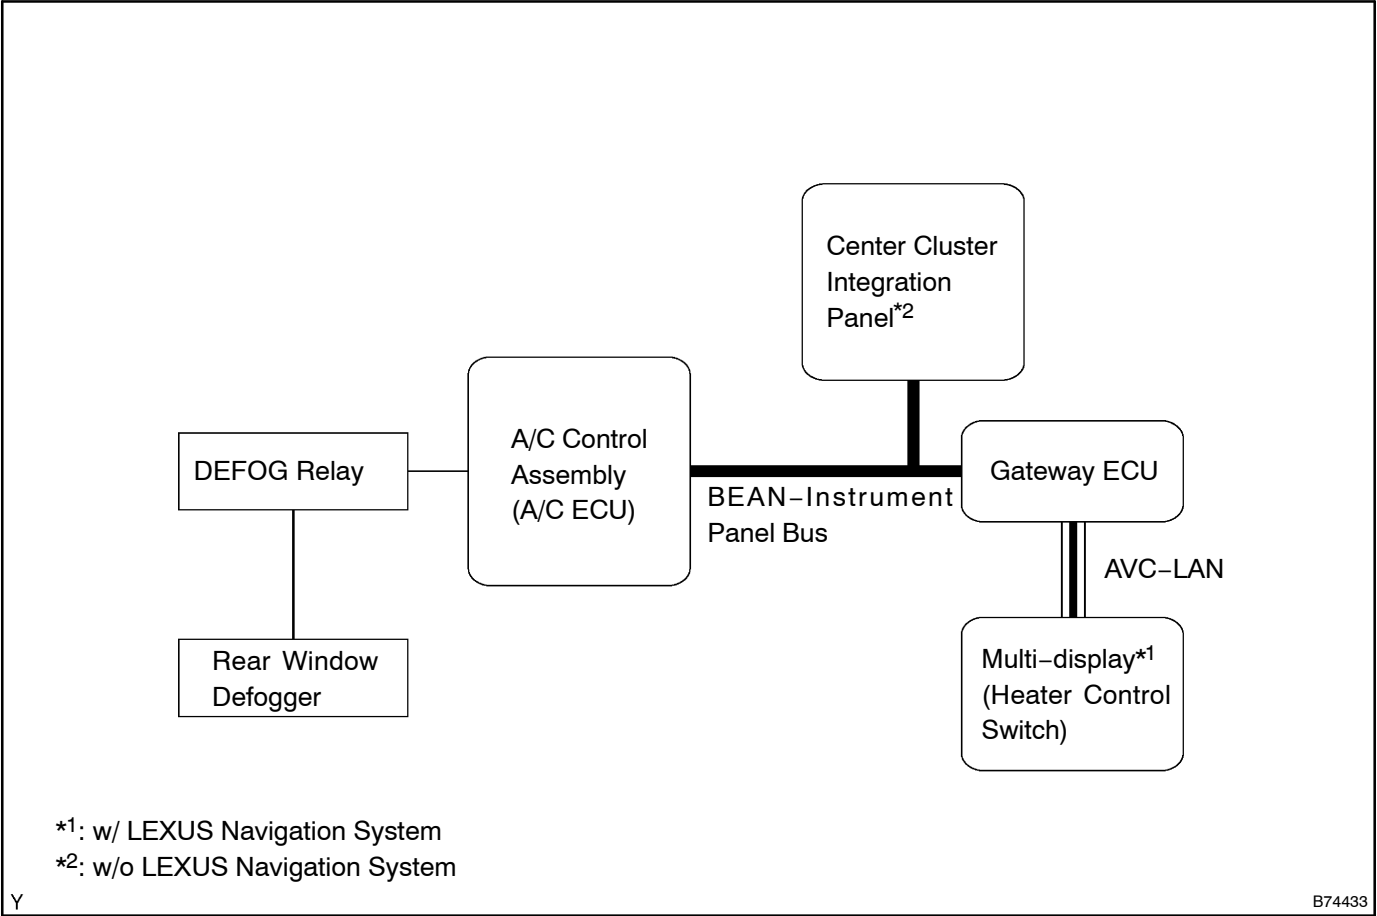 Center Cluster
Integration
Panel*2
A/C Control
Assembly
(A/C ECU)
DEFOG Relay
Gateway ECU
BEAN–Instrument
Panel Bus
AVC–LAN
Rear Window
Defogger
Multi–display*1
(Heater Control
Switch)
*1: w/ LEXUS Navigation System
*2: w/o LEXUS Navigation System
Y
B74433